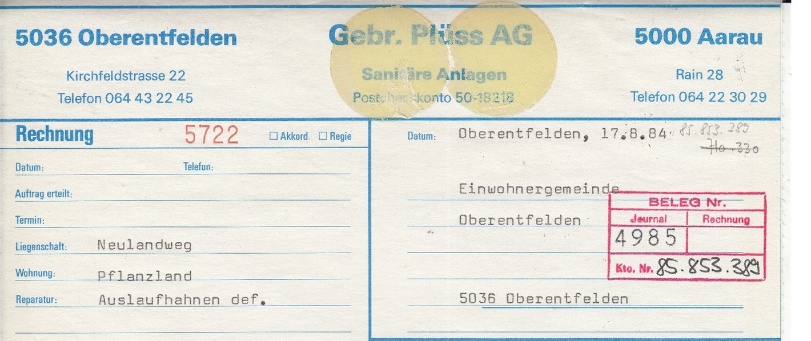 5036 Oberentfelden
Kirchfeldstrasse 22
Telefon 064 43 22 45
Gebr. Plüss AG
Sanitäre Anlagen
Postcheckkonto 50-18218
5000 Aarau
Rain 28
Telefon 064 22 30 29
Rechnung 5722 Akkord Regie
Datum: Telefon:
Auftrag erteilt:
Termin:
Liegenschaft: Neulandweg
Wohnung: Pflanzland
Reparatur: Auslaufhahnen def.
Datum: Oberentfelden, 17.8.84 85.853.389
Einwohnergemeinde
Oberentfelden
5036 Oberentfelden
BELEG Nr.
Journal Rechnung
4985
Kto. Nr. 85.853.389